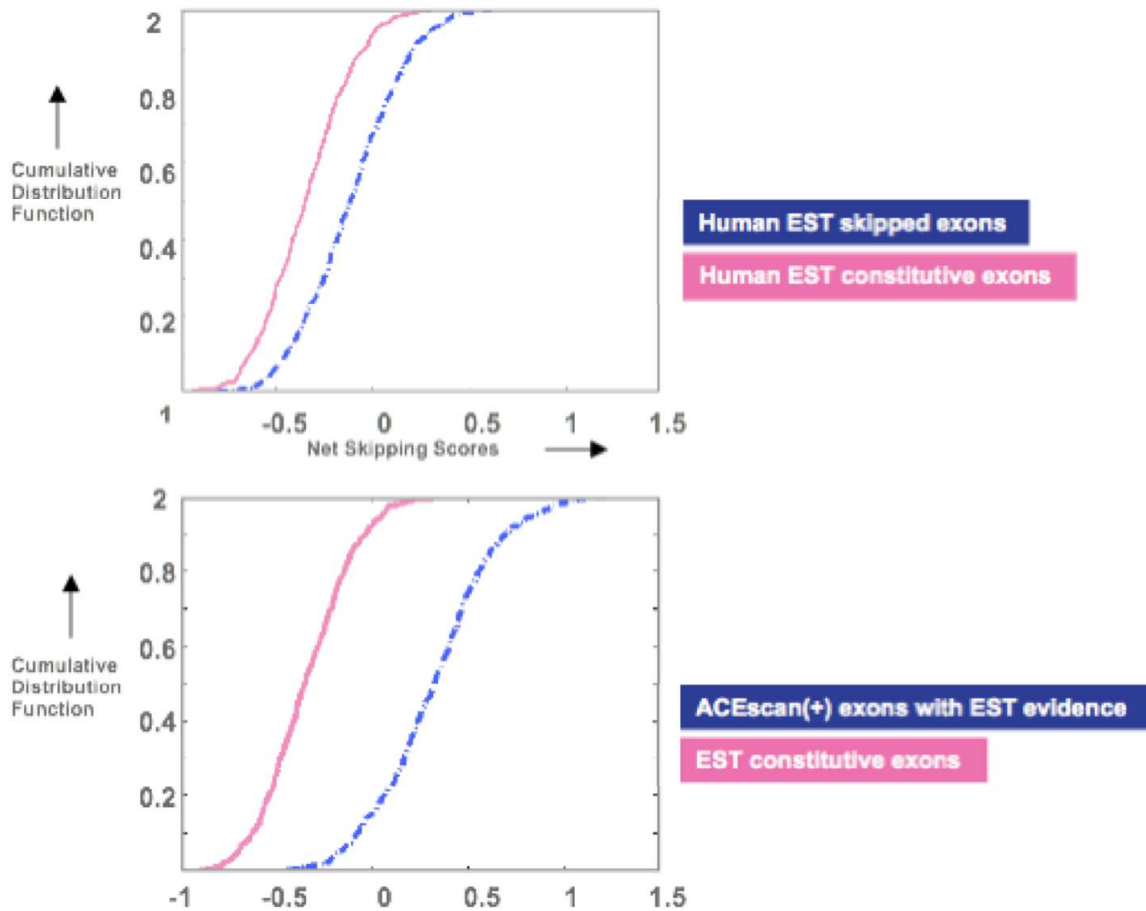 2
0.8
Cumulative
Distribution
Function
0.6
0.4
0.2
1 -0.5 0 0.5 1 1.5
Net Skipping Scores
Human EST skipped exons
Human EST constitutive exons
2
0.8
Cumulative
Distribution
Function
0.6
0.4
0.2
-1 -0.5 0 0.5 1 1.5
ACEscan(+) exons with EST evidence
EST constitutive exons